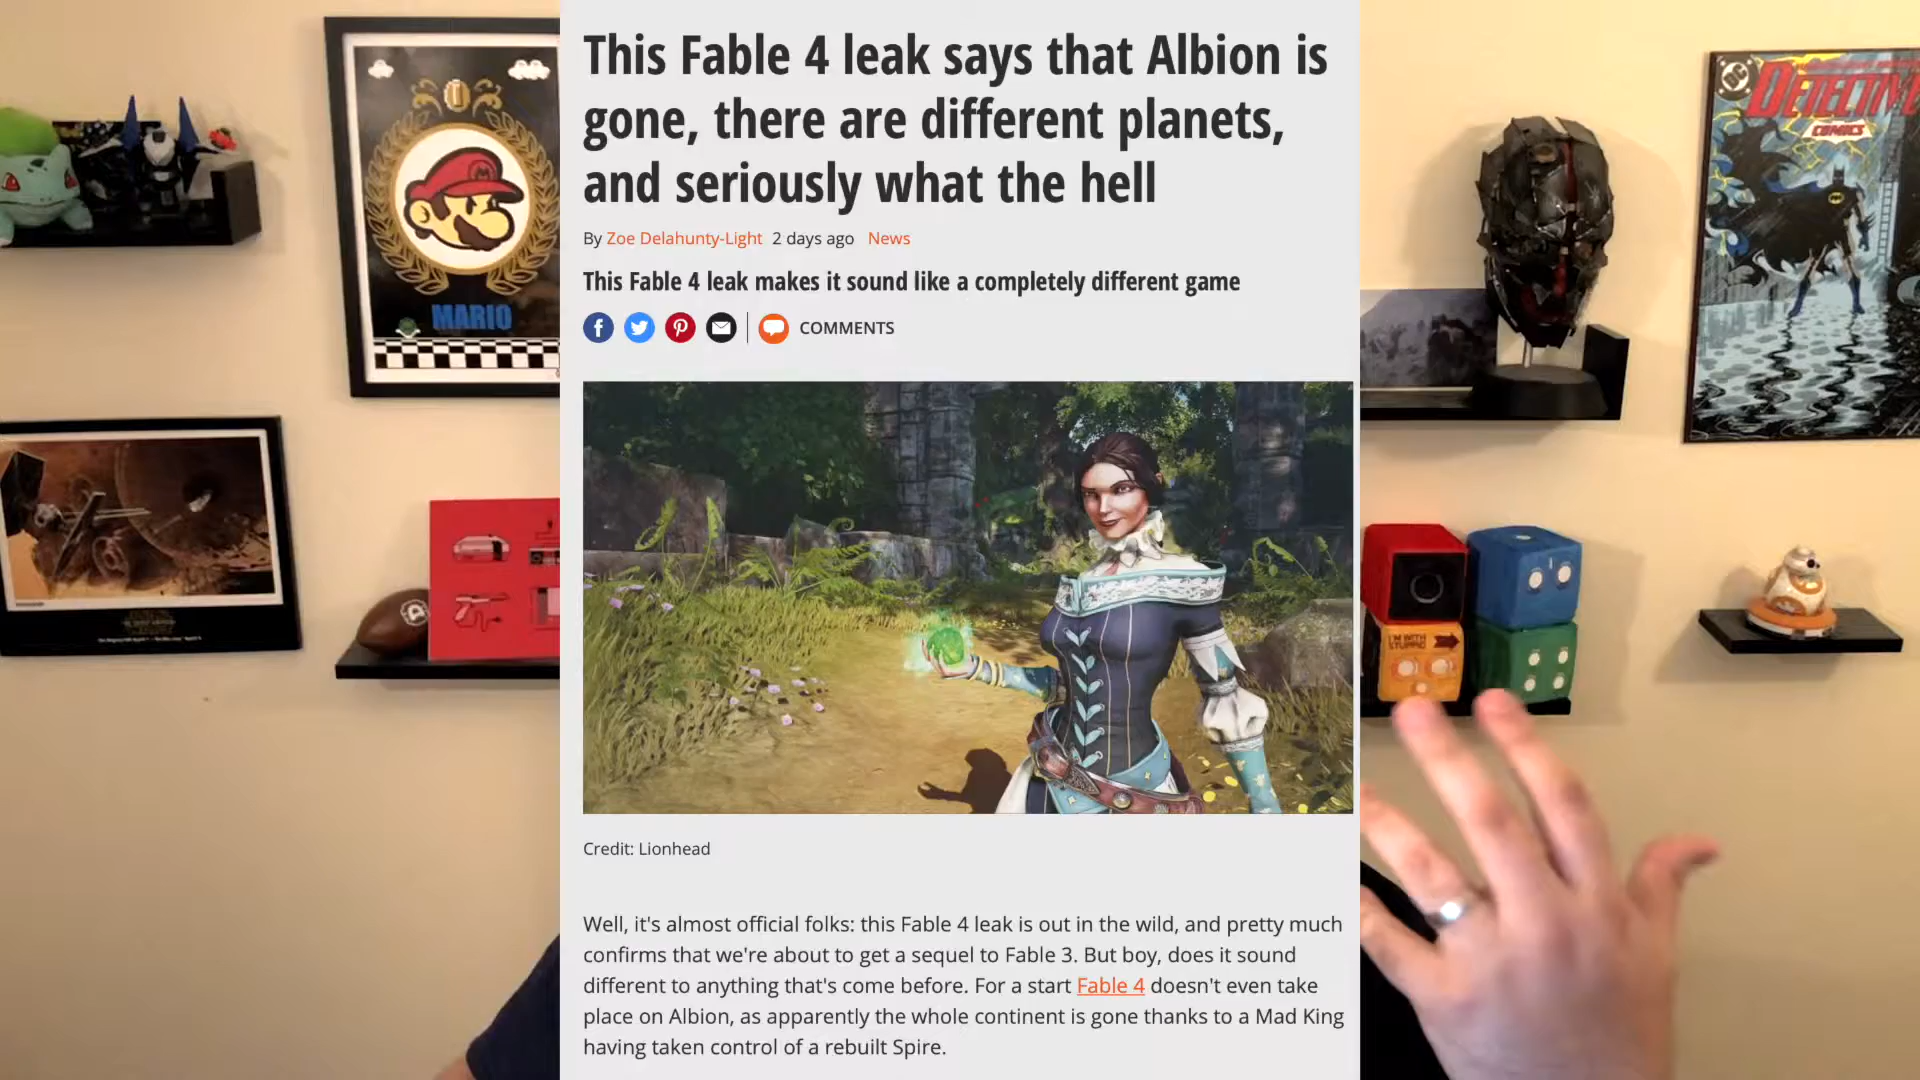 This Fable 4 leak says that Albion is
gone, there are different planets,
and seriously what the hell
By Zoe Delahunty-Light 2 days ago News
This Fable 4 leak makes it sound like a completely different game
COMMENTS
Credit: Lionhead
Well, it's almost official folks: this Fable 4 leak is out in the wild, and pretty much
confirms that we're about to get a sequel to Fable 3. But boy, does it sound
different to anything that's come before. For a start Fable 4 doesn't even take
place on Albion, as apparently the whole continent is gone thanks to a Mad King
having taken control of a rebuilt Spire.
MARIO
DC
DETECTIVE
COMICS
I'M WITH
STUPID